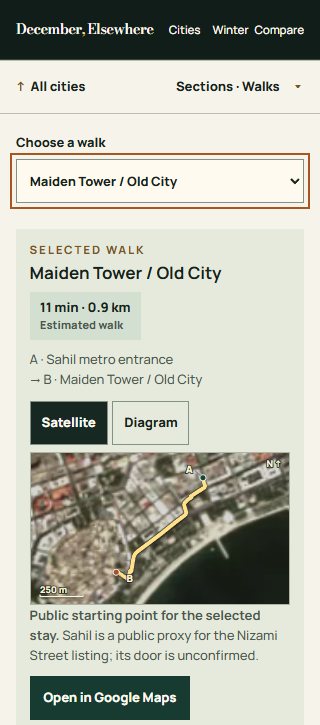 December, Elsewhere Cities Winter Compare
↑ All cities Sections · Walks
Choose a walk
Maiden Tower / Old City
SELECTED WALK
Maiden Tower / Old City
11 min · 0.9 km
Estimated walk
A · Sahil metro entrance
→ B · Maiden Tower / Old City
Satellite Diagram
A N↑
B
250 m
Public starting point for the selected
stay. Sahil is a public proxy for the Nizami
Street listing; its door is unconfirmed.
Open in Google Maps